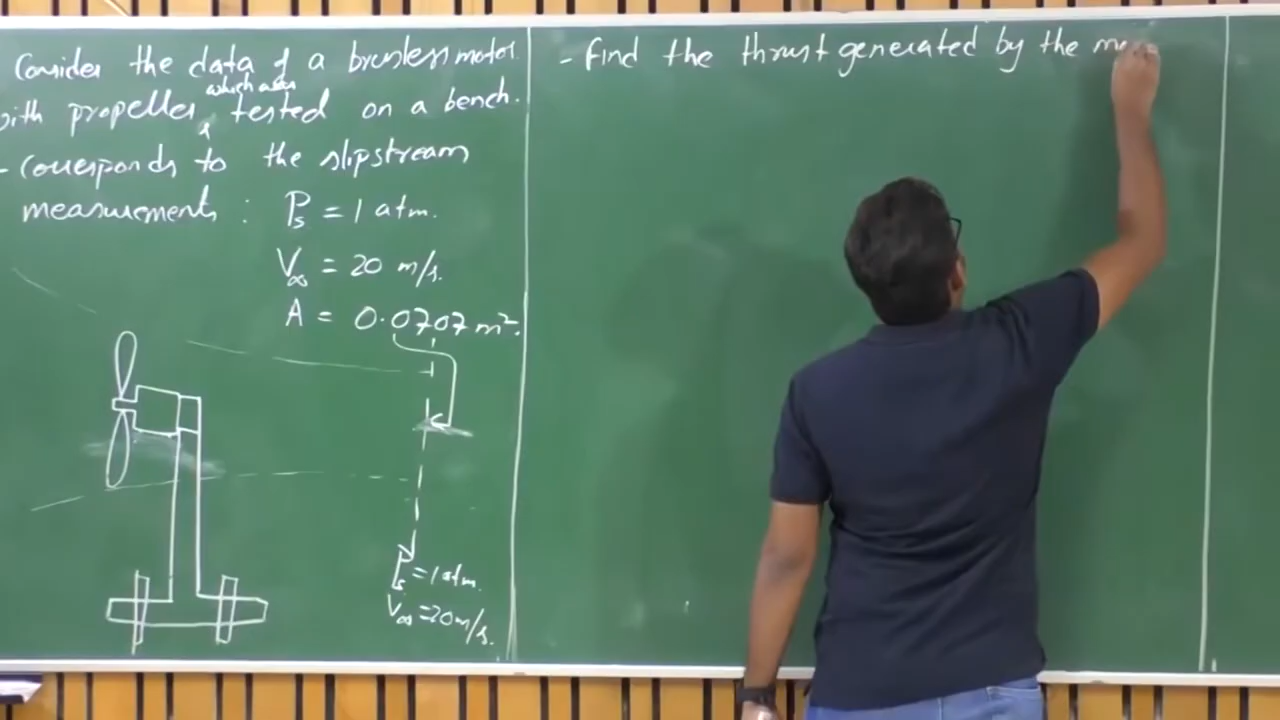 Consider the data of a brusless motor
with propeller, which was tested on a bench.
- corresponds to the slipstream
measurements : Ps = 1 atm.
V∞ = 20 m/s.
A = 0.0707 m².
Ps = 1 atm.
V∞ = 20 m/s.
- find the thrust generated by the